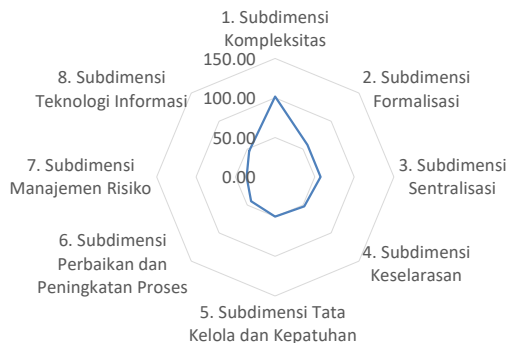 1. Subdimensi
Kompleksitas
2. Subdimensi
Formalisasi
3. Subdimensi
Sentralisasi
4. Subdimensi
Keselarasan
5. Subdimensi Tata
Kelola dan Kepatuhan
6. Subdimensi
Perbaikan dan
Peningkatan Proses
7. Subdimensi
Manajemen Risiko
8. Subdimensi
Teknologi Informasi
150.00
100.00
50.00
0.00